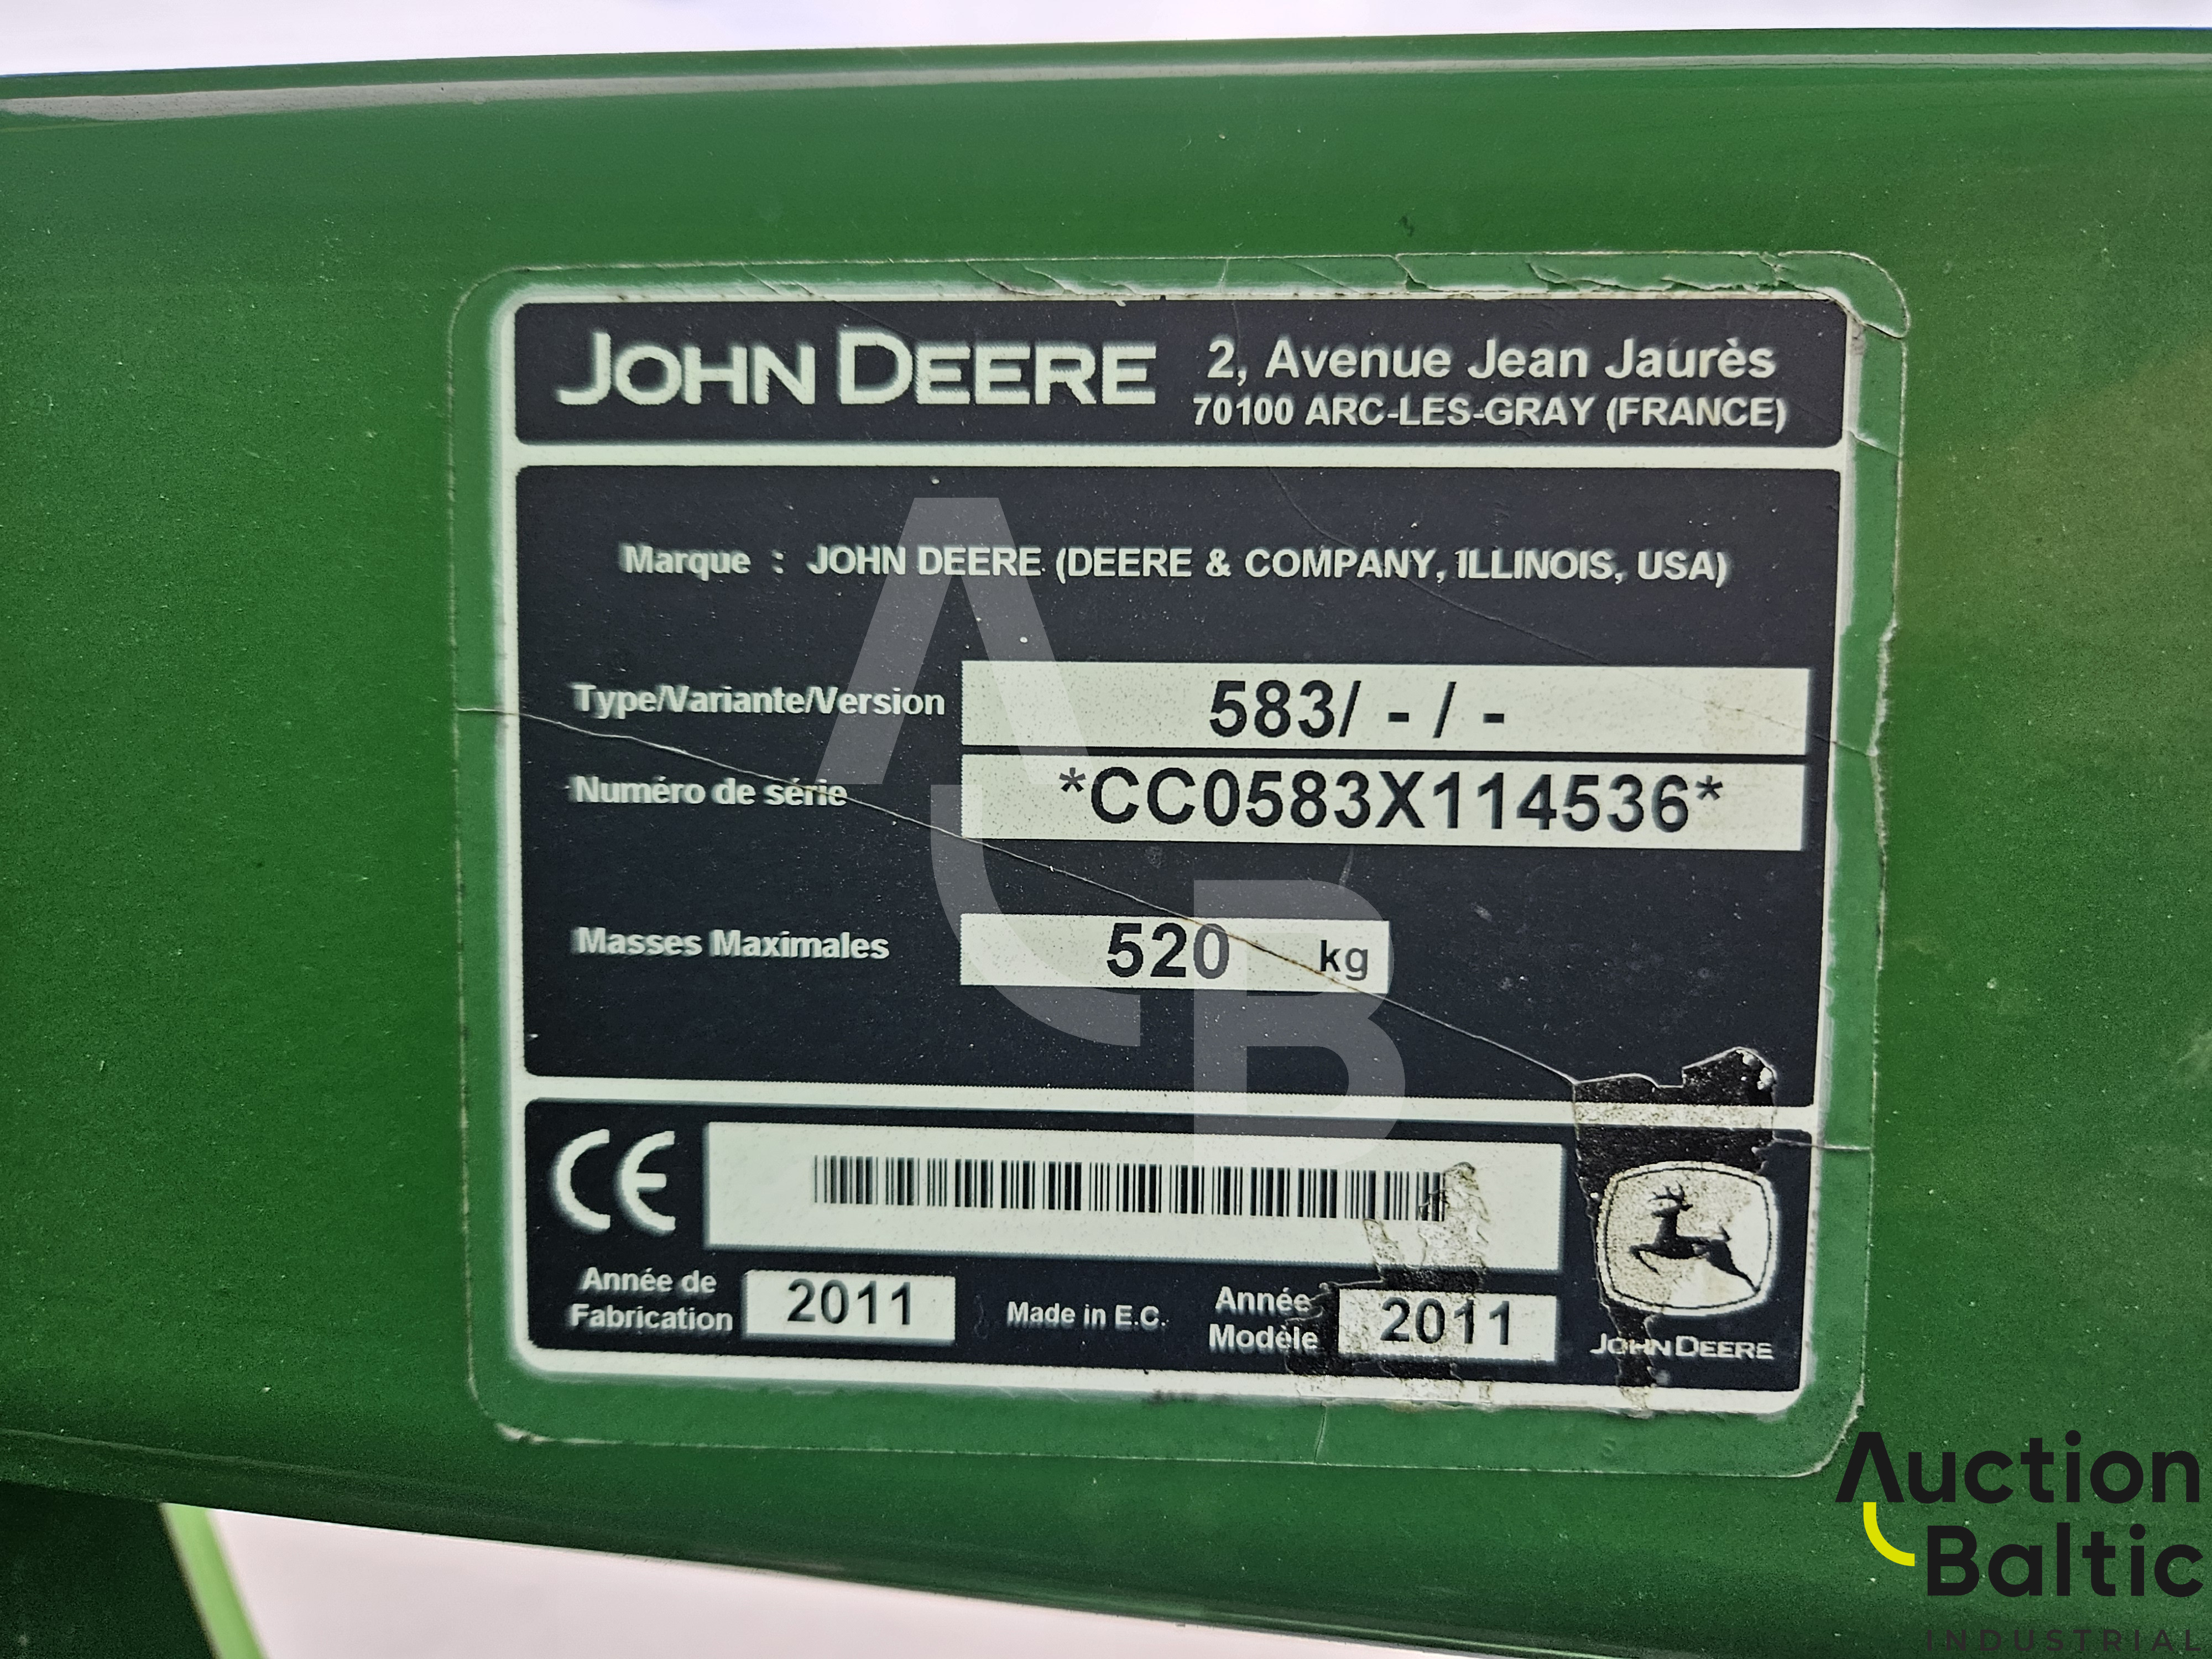 JOHN DEERE
2, Avenue Jean Jaurès
70100 ARC-LES-GRAY (FRANCE)
Marque : JOHN DEERE (DEERE & COMPANY, ILLINOIS, USA)
Type/Variante/Version 583/ - / -
Numéro de série *CC0583X114536*
Masses Maximales 520 kg
CE
Année de Fabrication 2011
Made in E.C.
Année Modèle 2011
JOHN DEERE
ACB
Auction
Baltic
INDUSTRIAL